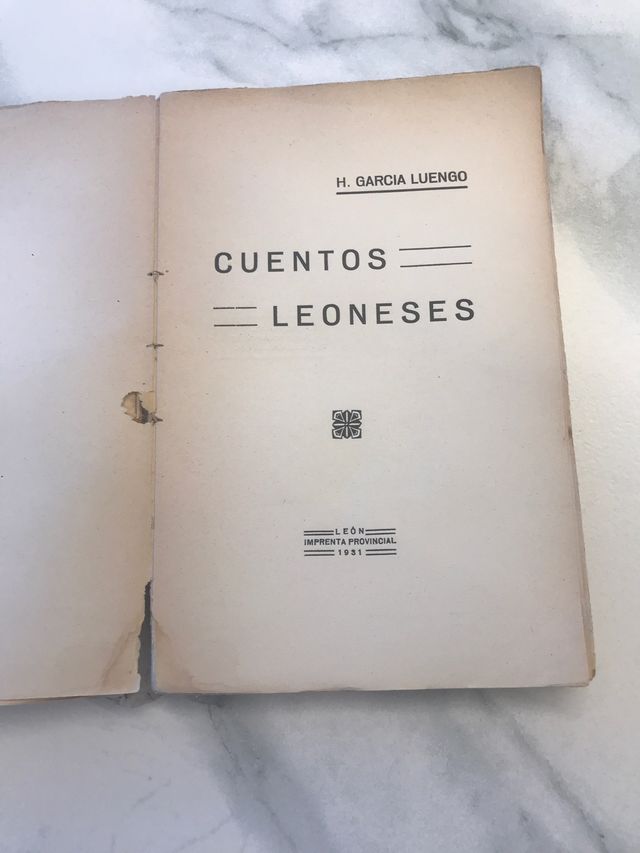 H. GARCIA LUENGO
CUENTOS
LEONESES
LEÓN
IMPRENTA PROVINCIAL
1931